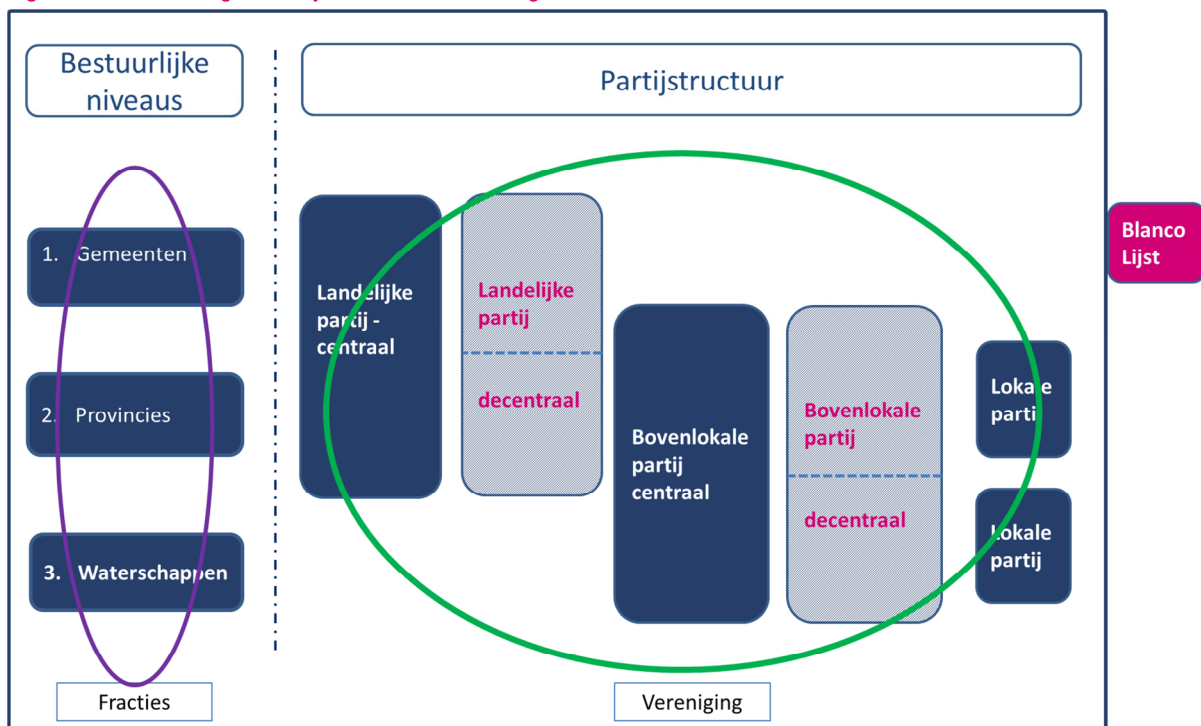 Bestuurlijke
niveaus
Partijstructuur
Blanco
Lijst
1. Gemeenten
2. Provincies
3. Waterschappen
Landelijke
partij -
centraal
Landelijke
partij
decentraal
Bovenlokale
partij
centraal
Bovenlokale
partij
decentraal
Lokale
partij
Lokale
partij
Fracties
Vereniging